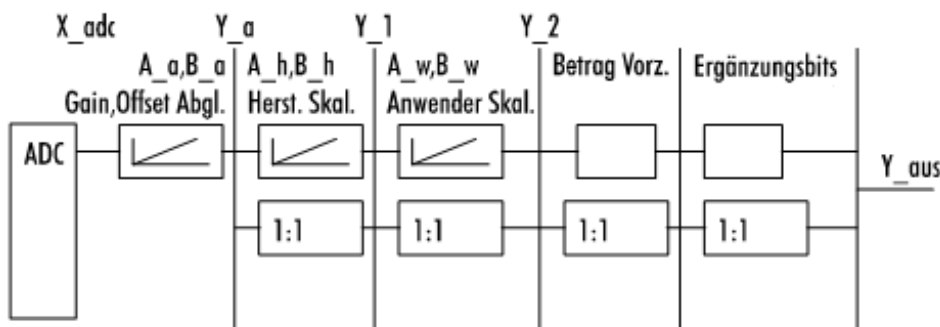 X_adc Y_a Y_1 Y_2
A_a,B_a A_h,B_h A_w,B_w Betrag Vorz. Ergänzungsbits
Gain,Offset Abgl. Herst. Skal. Anwender Skal.
ADC
Y_aus
1:1 1:1 1:1 1:1